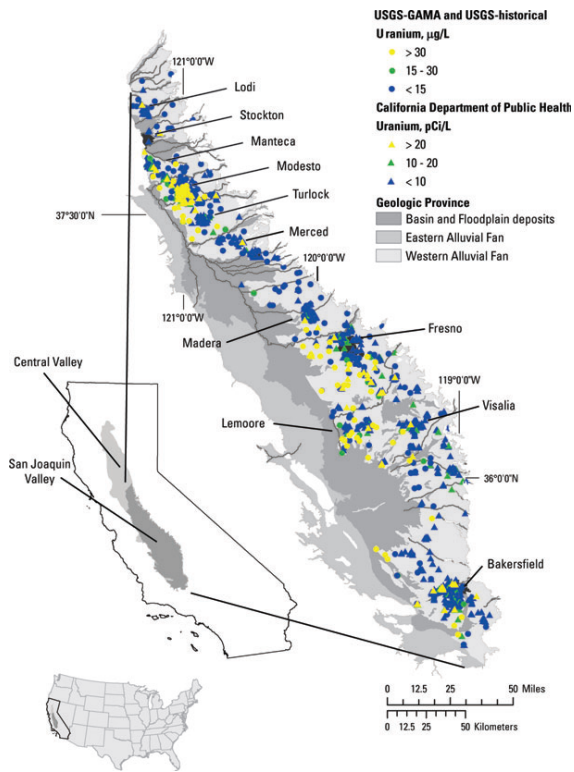 USGS-GAMA and USGS-historical
Uranium, µg/L
> 30
15 - 30
< 15
California Department of Public Health
Uranium, pCi/L
> 20
10 - 20
< 10
Geologic Province
Basin and Floodplain deposits
Eastern Alluvial Fan
Western Alluvial Fan
121°0'0"W
Lodi
Stockton
Manteca
Modesto
Turlock
37°30'0"N
Merced
120°0'0"W
121°0'0"W
Fresno
Madera
119°0'0"W
Central Valley
Visalia
Lemoore
San Joaquin
Valley
36°0'0"N
Bakersfield
0 12.5 25 50 Miles
0 12.5 25 50 Kilometers